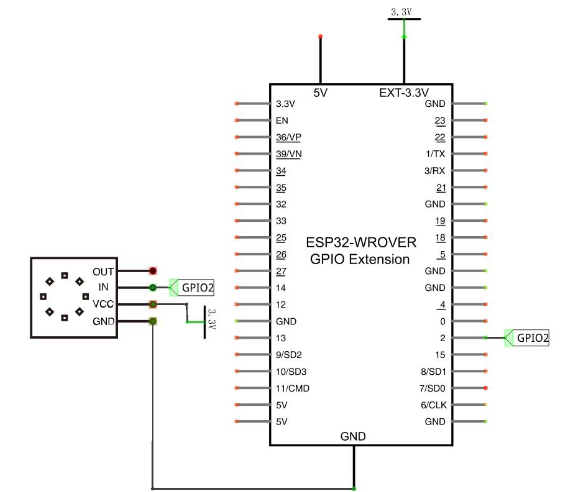 3.3V
5V
EXT-3.3V
3.3V
EN
36/VP
39/VN
34
35
32
33
25
26
27
14
12
GND
13
9/SD2
10/SD3
11/CMD
5V
5V
ESP32-WROVER
GPIO Extension
GND
23
22
1/TX
3/RX
21
GND
19
18
5
GND
GND
4
0
2
15
8/SD1
7/SD0
6/CLK
GND
GND
OUT
IN
VCC
GND
GPIO2
3.3V
GPIO2